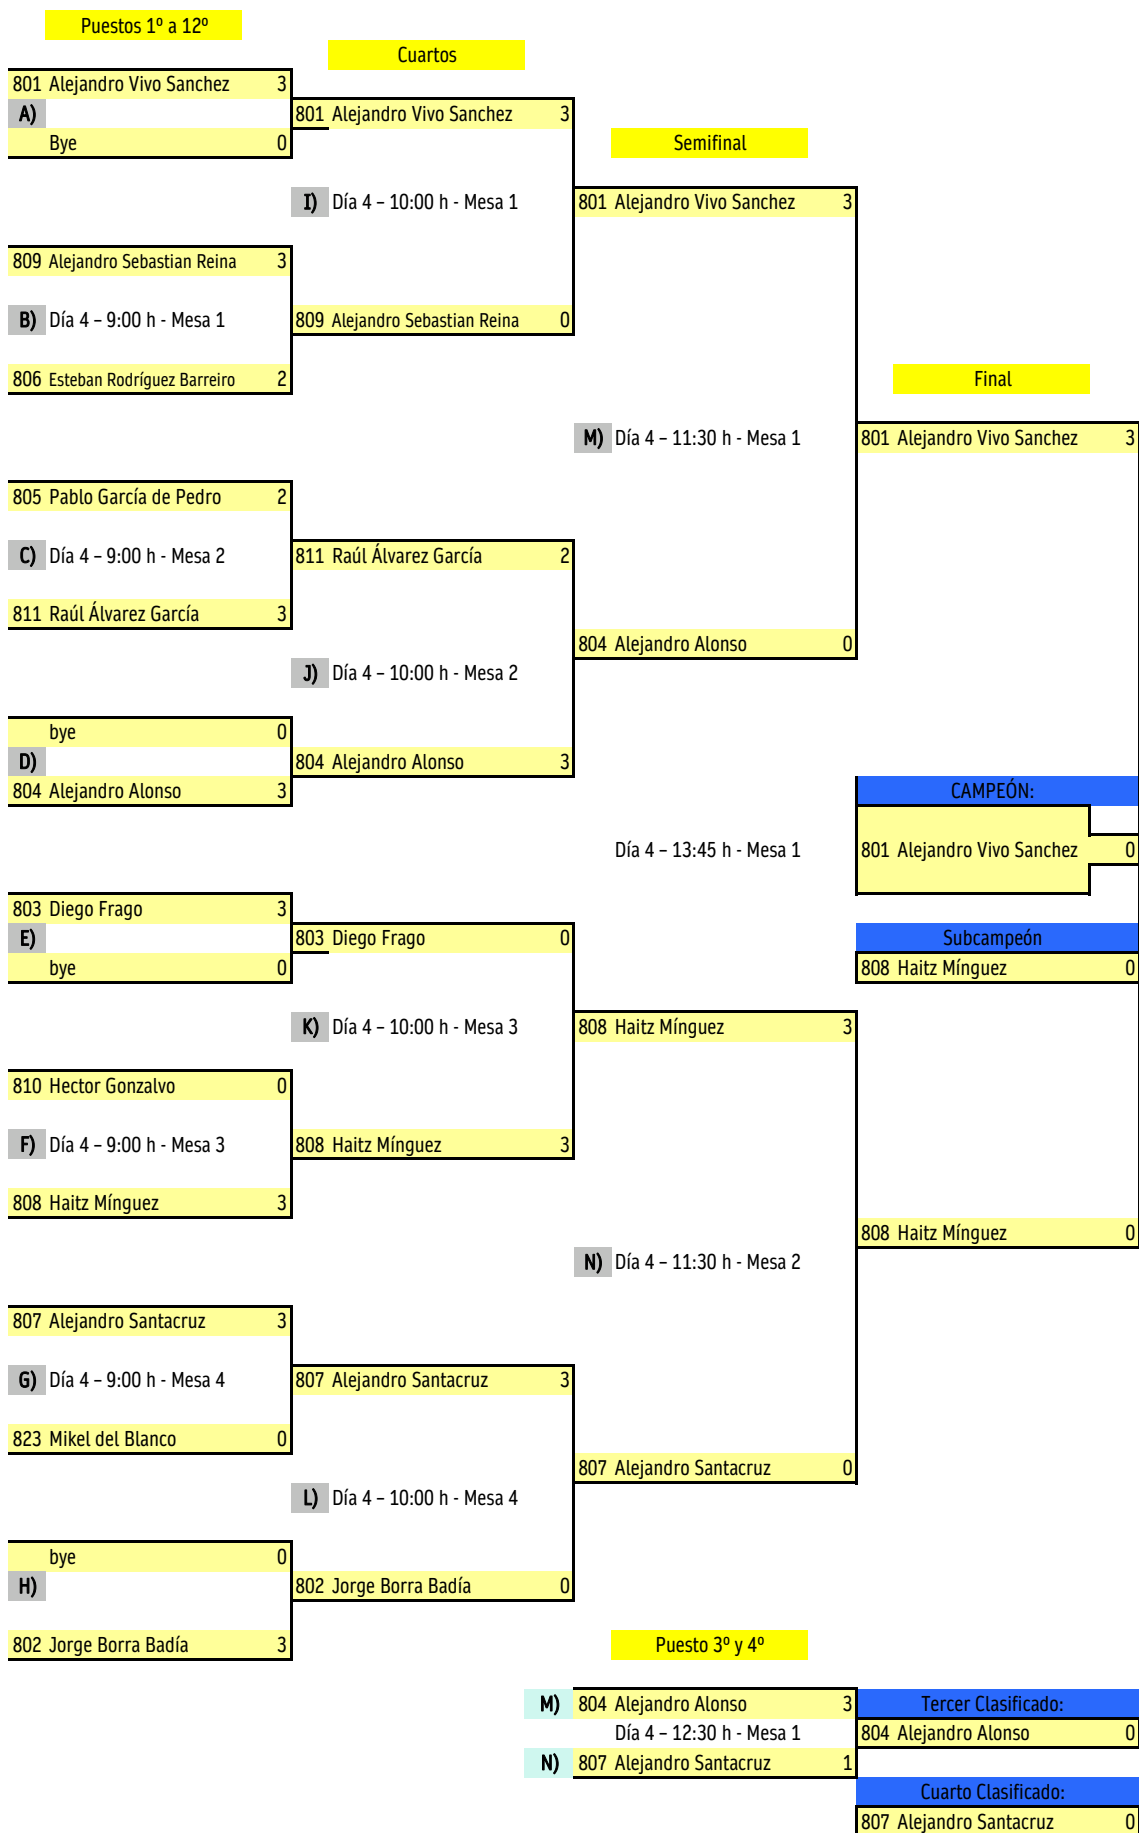 Puestos 1º a 12º
Cuartos
801 Alejandro Vivo Sanchez 3
A)
801 Alejandro Vivo Sanchez 3
Bye 0
Semifinal
I) Día 4 – 10:00 h - Mesa 1
801 Alejandro Vivo Sanchez 3
809 Alejandro Sebastian Reina 3
B) Día 4 – 9:00 h - Mesa 1
809 Alejandro Sebastian Reina 0
806 Esteban Rodríguez Barreiro 2
Final
M) Día 4 – 11:30 h - Mesa 1
801 Alejandro Vivo Sanchez 3
805 Pablo García de Pedro 2
C) Día 4 – 9:00 h - Mesa 2
811 Raúl Álvarez García 2
811 Raúl Álvarez García 3
804 Alejandro Alonso 0
J) Día 4 – 10:00 h - Mesa 2
bye 0
D)
804 Alejandro Alonso 3
804 Alejandro Alonso 3
CAMPEÓN:
Día 4 – 13:45 h - Mesa 1
801 Alejandro Vivo Sanchez 0
803 Diego Frago 3
E)
803 Diego Frago 0
Subcampeón
bye 0
808 Haitz Mínguez 0
K) Día 4 – 10:00 h - Mesa 3
808 Haitz Mínguez 3
810 Hector Gonzalvo 0
F) Día 4 – 9:00 h - Mesa 3
808 Haitz Mínguez 3
808 Haitz Mínguez 3
808 Haitz Mínguez 0
N) Día 4 – 11:30 h - Mesa 2
807 Alejandro Santacruz 3
G) Día 4 – 9:00 h - Mesa 4
807 Alejandro Santacruz 3
823 Mikel del Blanco 0
807 Alejandro Santacruz 0
L) Día 4 – 10:00 h - Mesa 4
bye 0
H)
802 Jorge Borra Badía 0
802 Jorge Borra Badía 3
Puesto 3º y 4º
M) 804 Alejandro Alonso 3
Tercer Clasificado:
Día 4 – 12:30 h - Mesa 1
804 Alejandro Alonso 0
N) 807 Alejandro Santacruz 1
Cuarto Clasificado:
807 Alejandro Santacruz 0